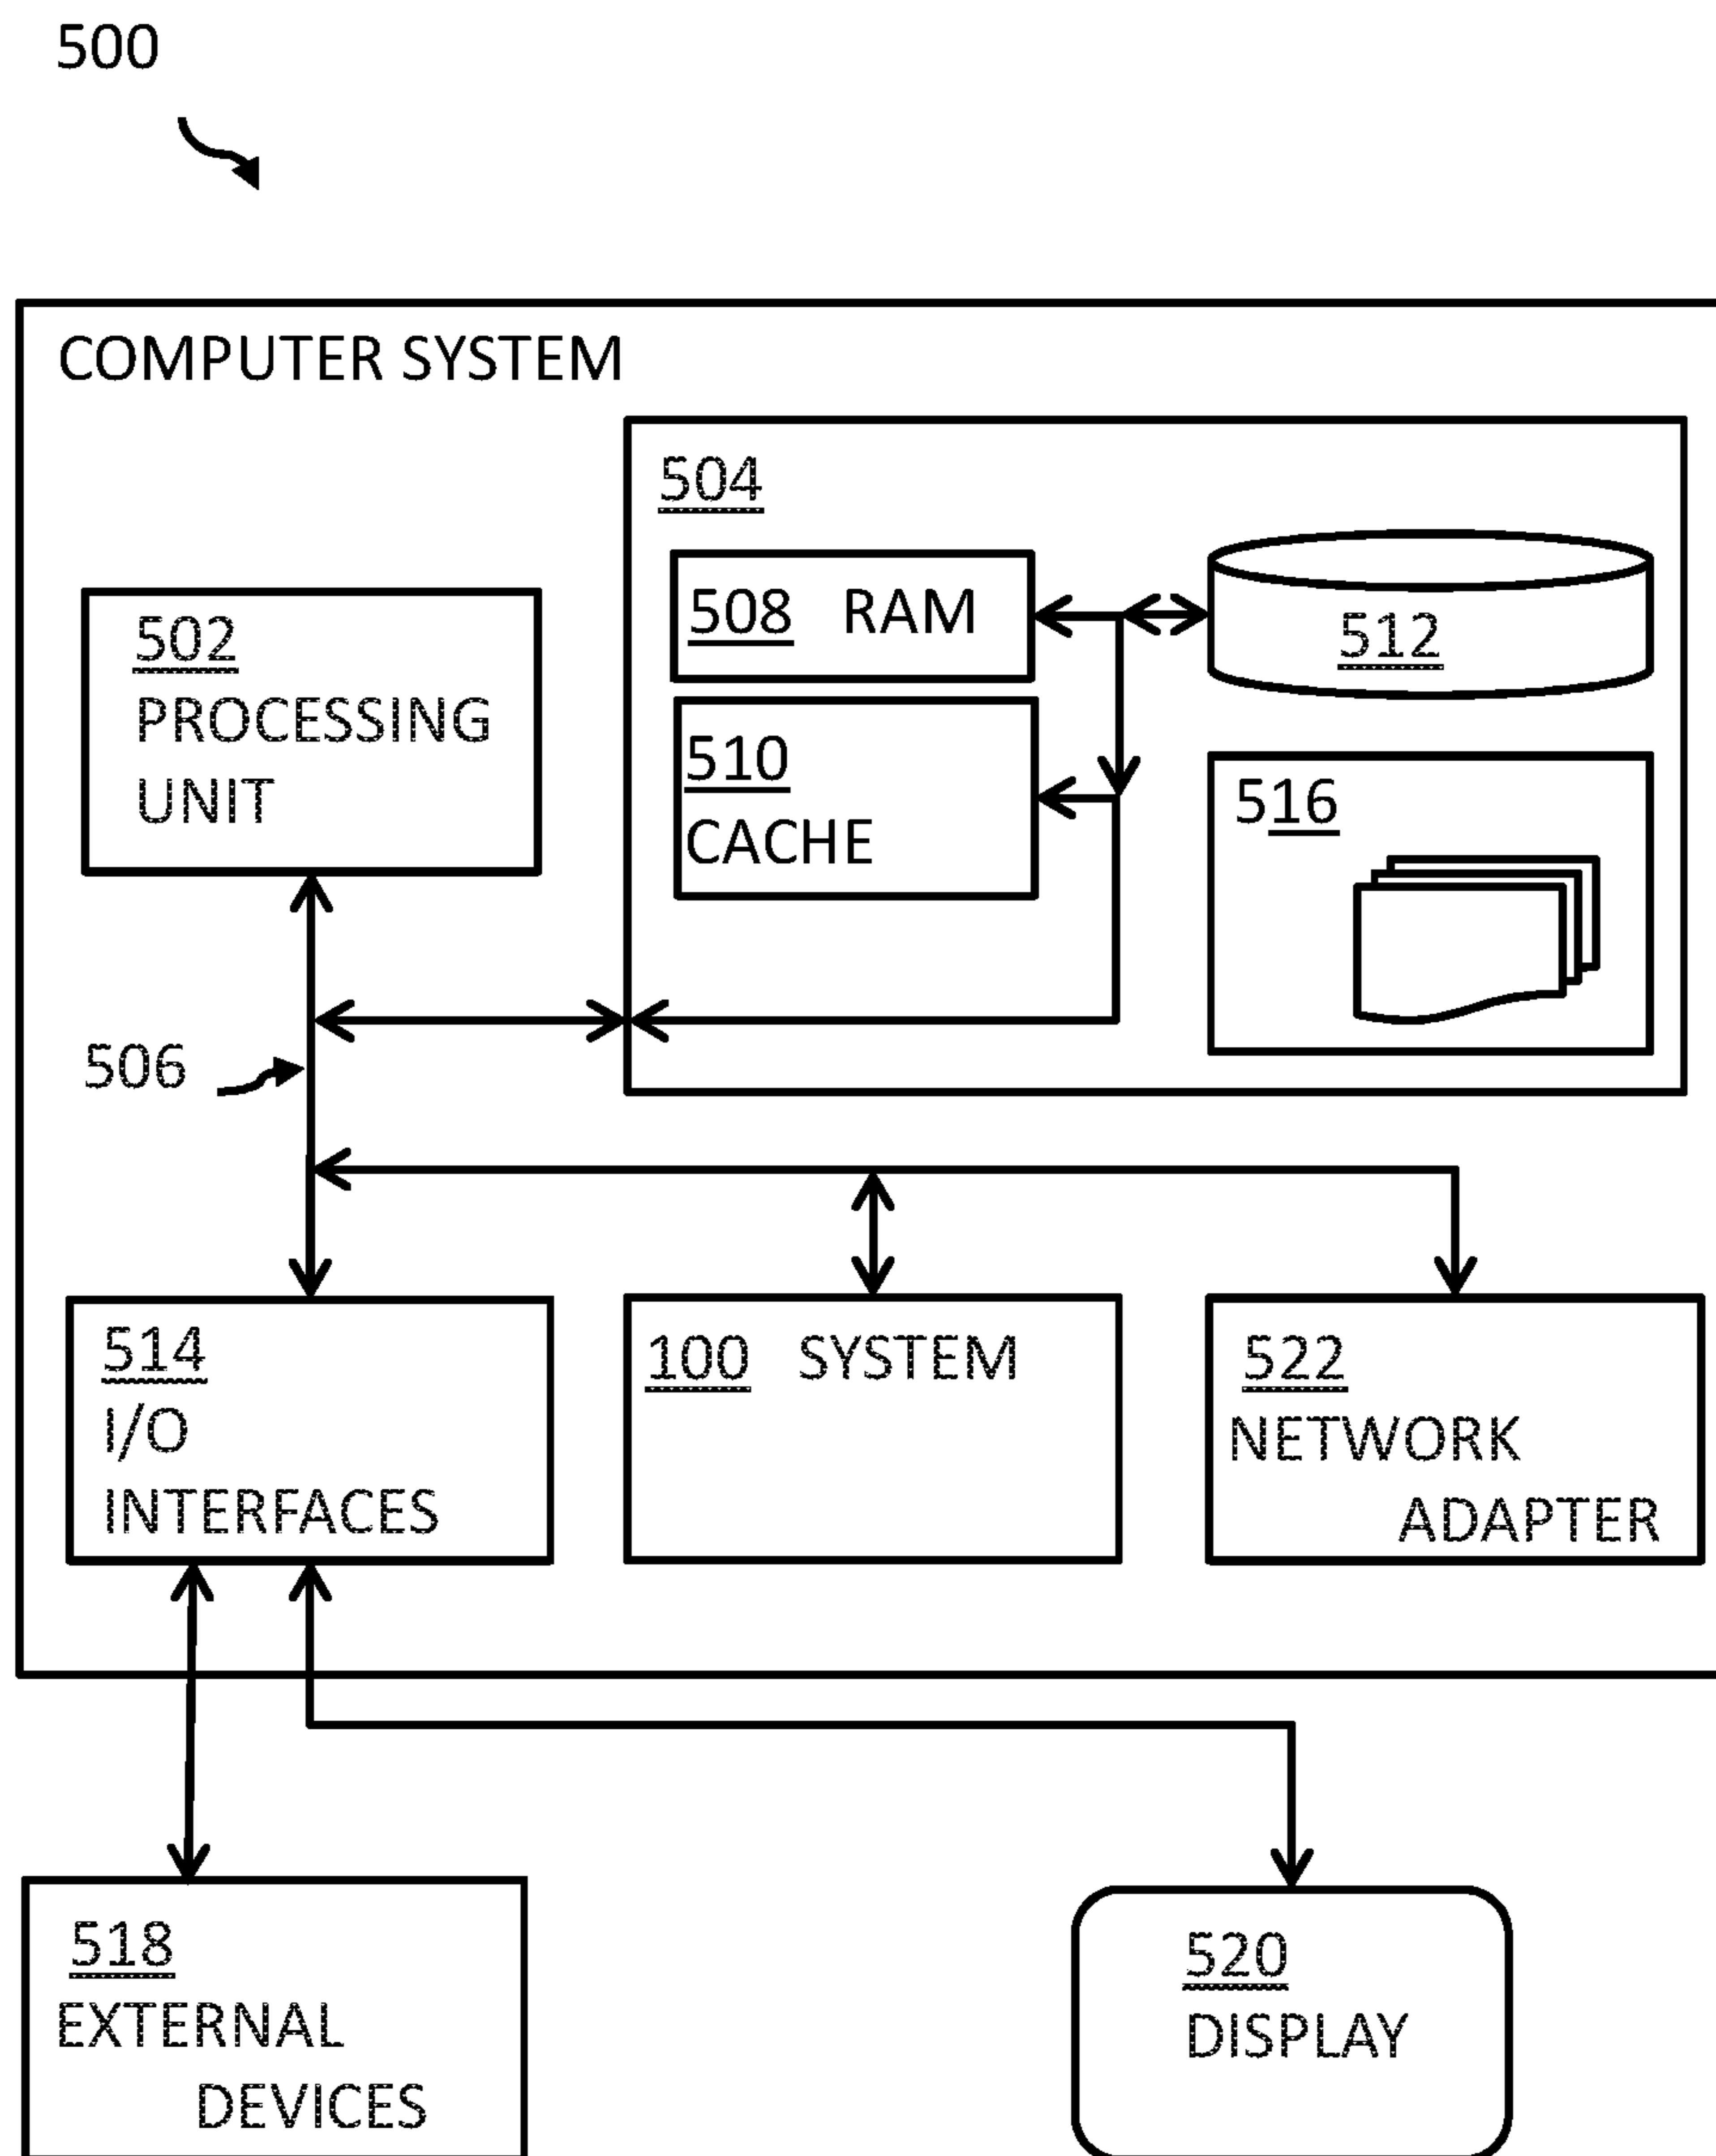 500
COMPUTER SYSTEM
504
508 RAM
512
502
PROCESSING
UNIT
510
CACHE
516
506
514
I/O
INTERFACES
100 SYSTEM
522
NETWORK
ADAPTER
518
EXTERNAL
DEVICES
520
DISPLAY